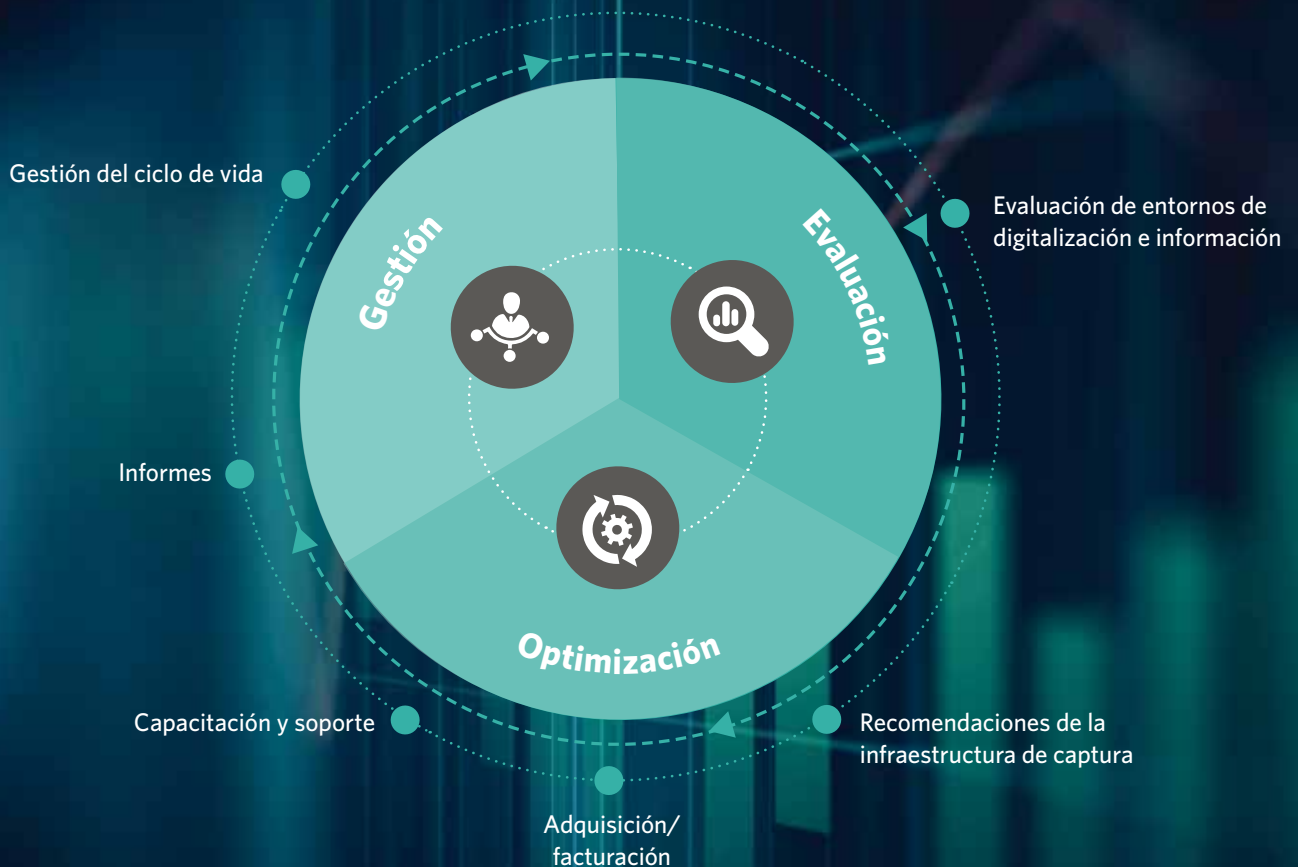 Gestión del ciclo de vida
Gestión
Evaluación
Evaluación de entornos de
digitalización e información
Informes
Optimización
Capacitación y soporte
Recomendaciones de la
infraestructura de captura
Adquisición/
facturación